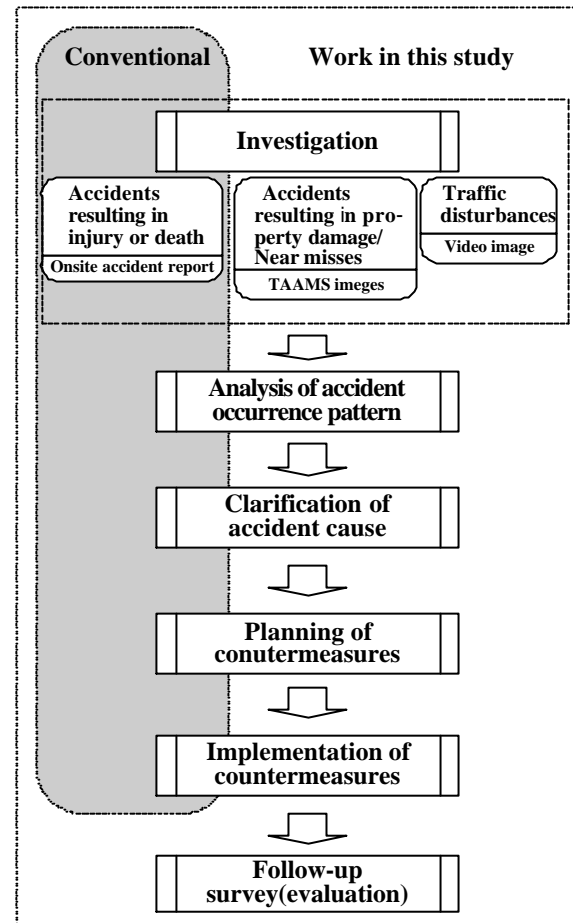 Conventional
Work in this study
Investigation
Accidents
resulting in
injury or death
Onsite accident report
Accidents
resulting in pro-
perty damage/
Near misses
TAAMS imeges
Traffic
disturbances
Video image
Analysis of accident
occurrence pattern
Clarification of
accident cause
Planning of
conutermeasures
Implementation of
countermeasures
Follow-up
survey(evaluation)